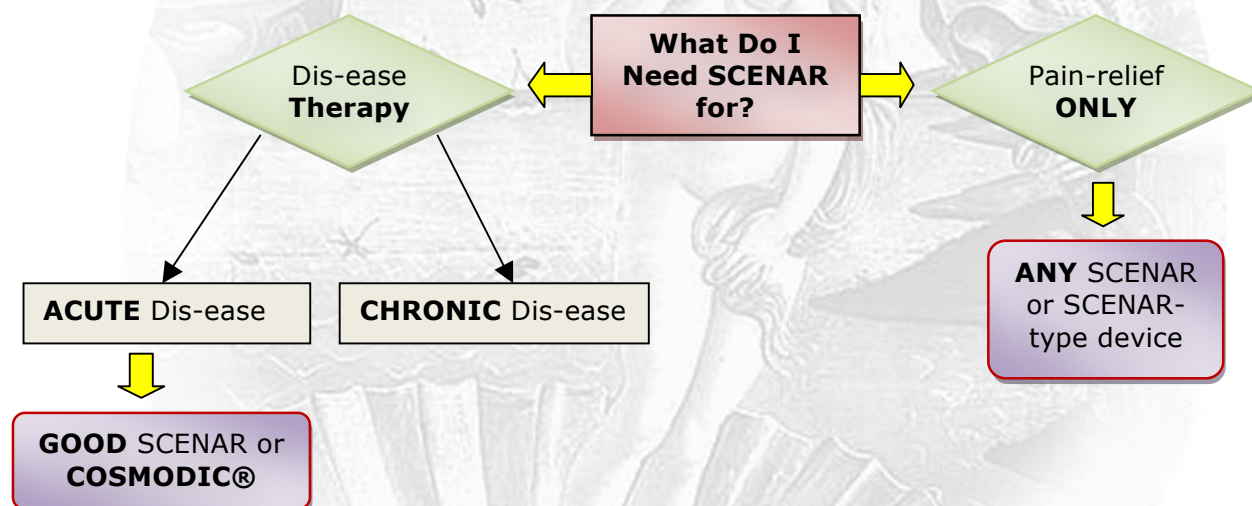 What Do I
Need SCENAR
for?
Dis-ease
Therapy
Pain-relief
ONLY
ACUTE Dis-ease
CHRONIC Dis-ease
ANY SCENAR
or SCENAR-
type device
GOOD SCENAR or
COSMODIC®